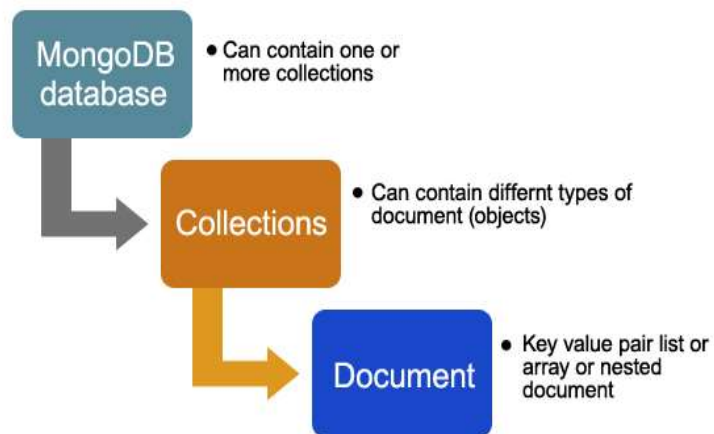 MongoDB
database
• Can contain one or
more collections
Collections
• Can contain differnt types of
document (objects)
Document
• Key value pair list or
array or nested
document